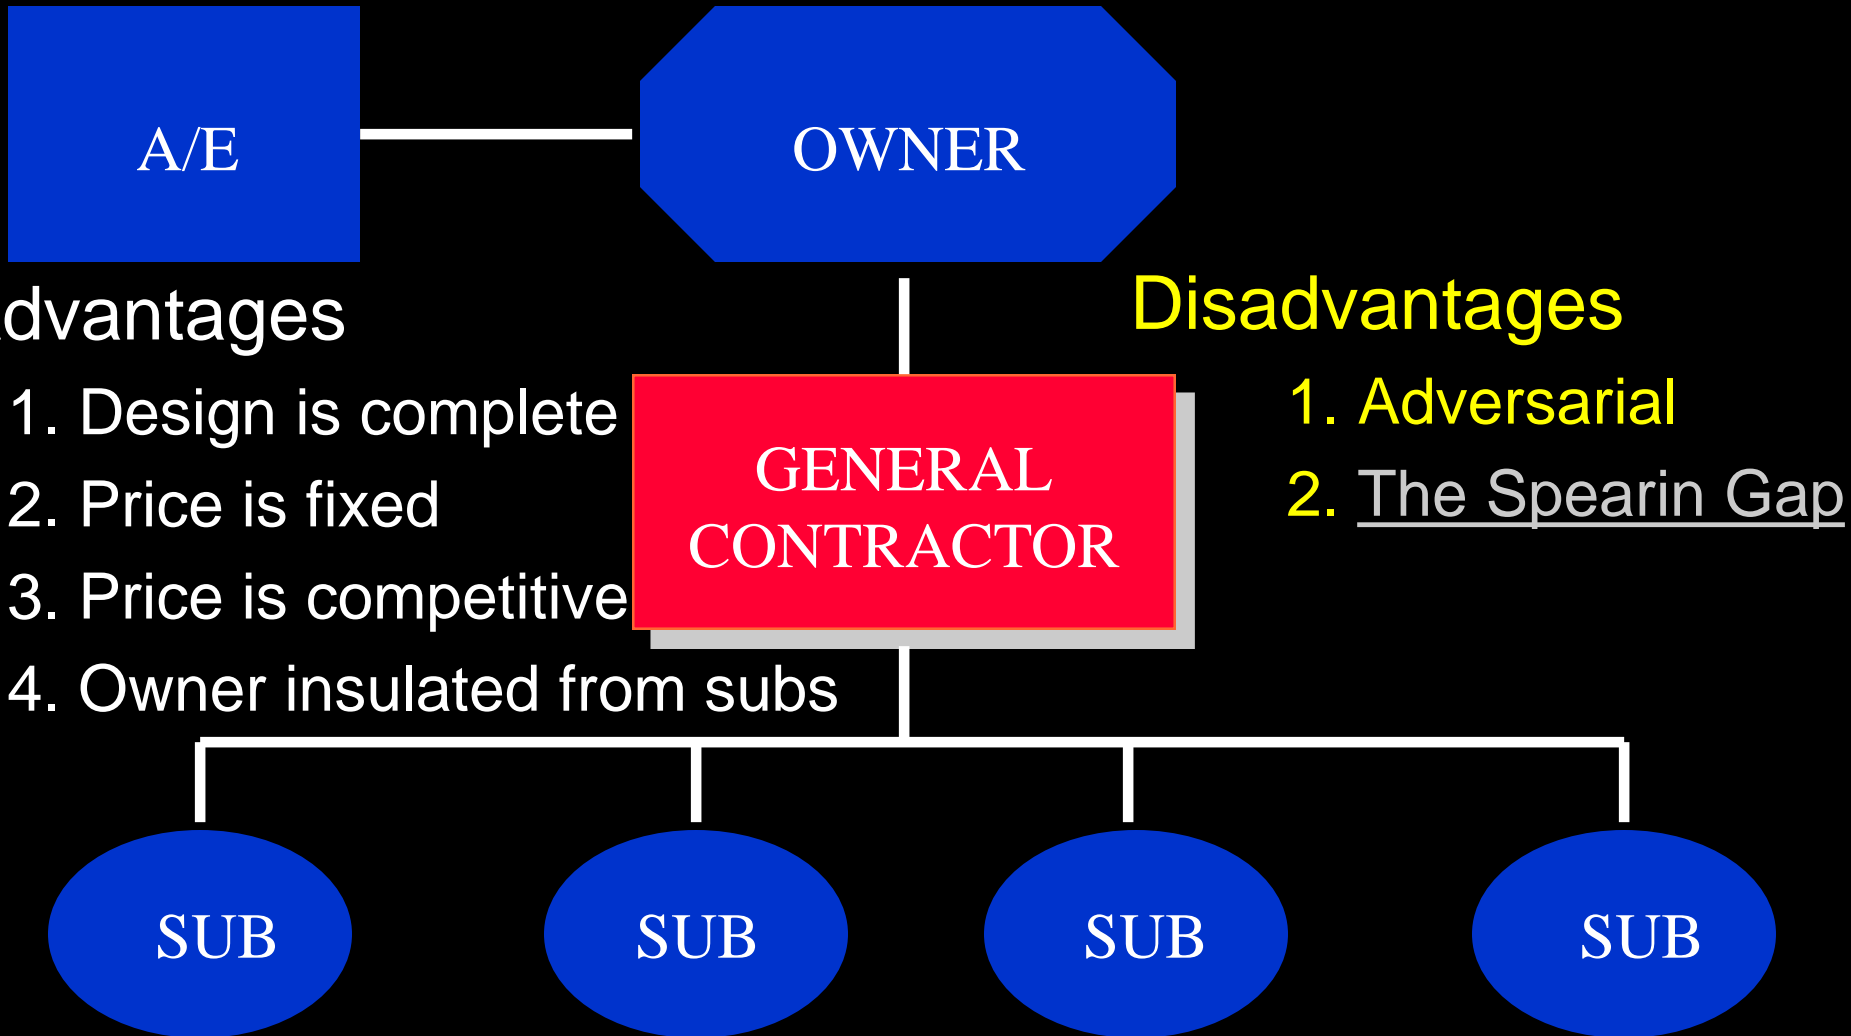 A/E
OWNER
dvantages
1. Design is complete
2. Price is fixed
3. Price is competitive
4. Owner insulated from subs
GENERAL
CONTRACTOR
Disadvantages
1. Adversarial
2. The Spearin Gap
SUB
SUB
SUB
SUB